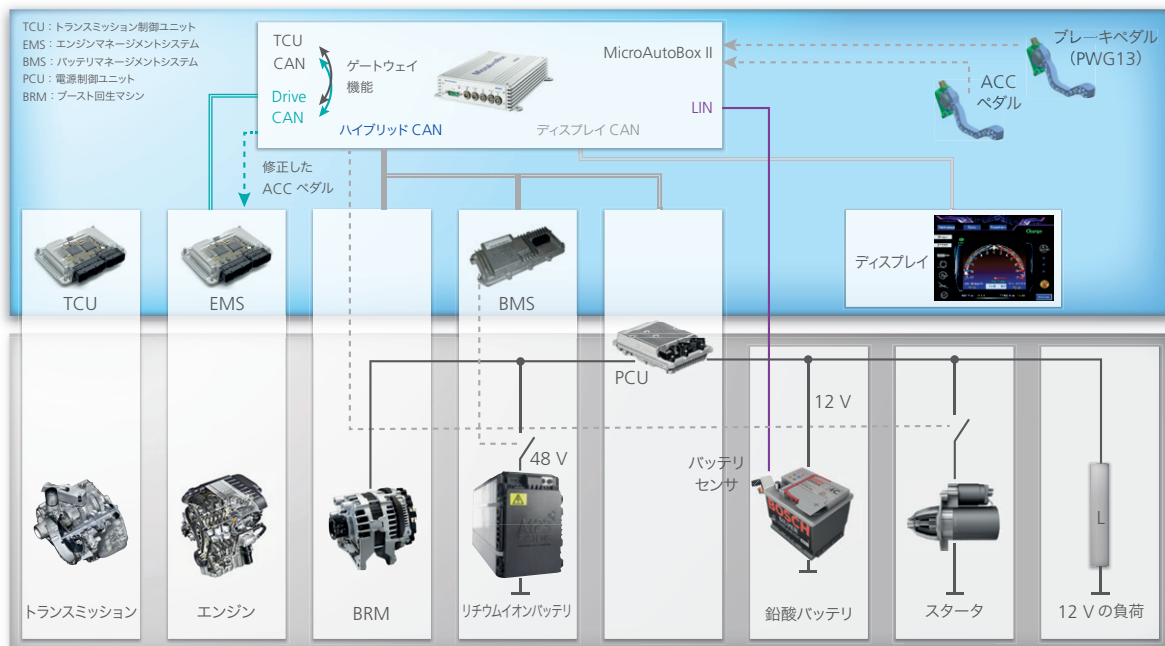 TCU：トランスミッション制御ユニット
EMS：エンジンマネージメントシステム
BMS：バッテリマネージメントシステム
PCU：電源制御ユニット
BRM：ブースト回生マシン
TCU
CAN
ゲートウェイ
機能
Drive
CAN
ハイブリッド CAN
MicroAutoBox II
LIN
ディスプレイ CAN
ブレーキペダル
（PWG13）
ACC
ペダル
修正した
ACC ペダル
TCU
EMS
BMS
ディスプレイ
Charge
PCU
12 V
48 V
バッテリ
センサ
BOSCH
L
トランスミッション
エンジン
BRM
リチウムイオンバッテリ
鉛酸バッテリ
スタータ
12 V の負荷